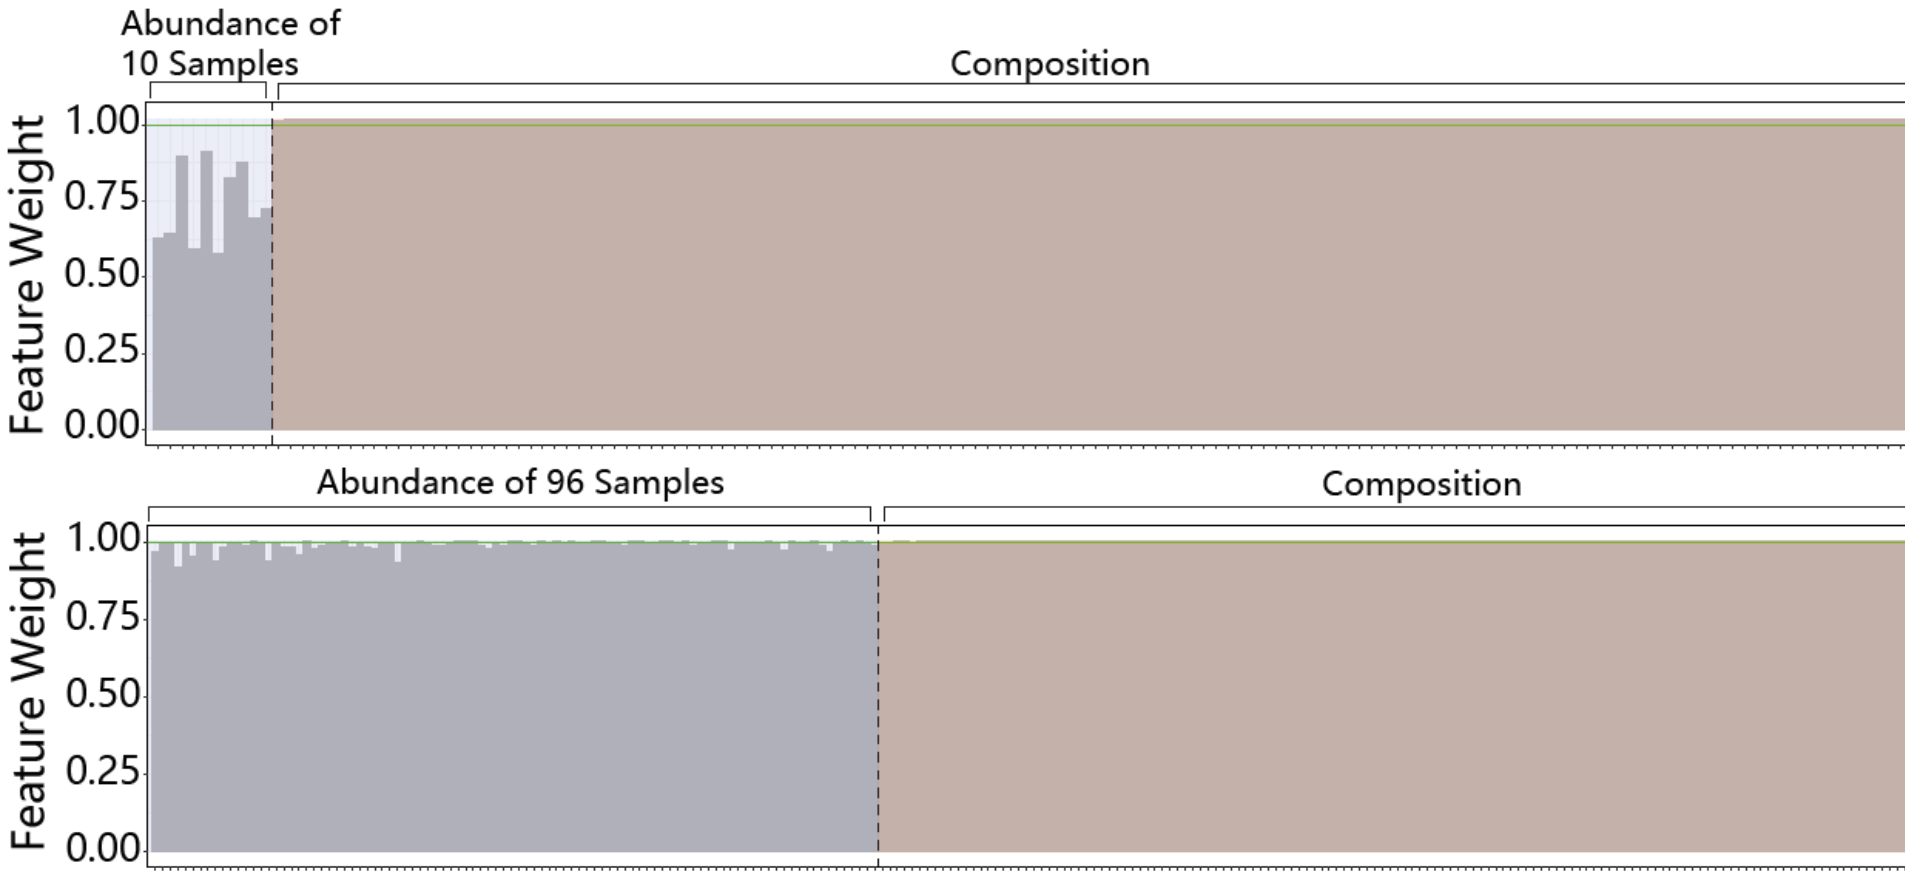 Abundance of
10 Samples
Composition
Feature Weight
1.00
0.75
0.50
0.25
0.00
Abundance of 96 Samples
Composition
Feature Weight
1.00
0.75
0.50
0.25
0.00